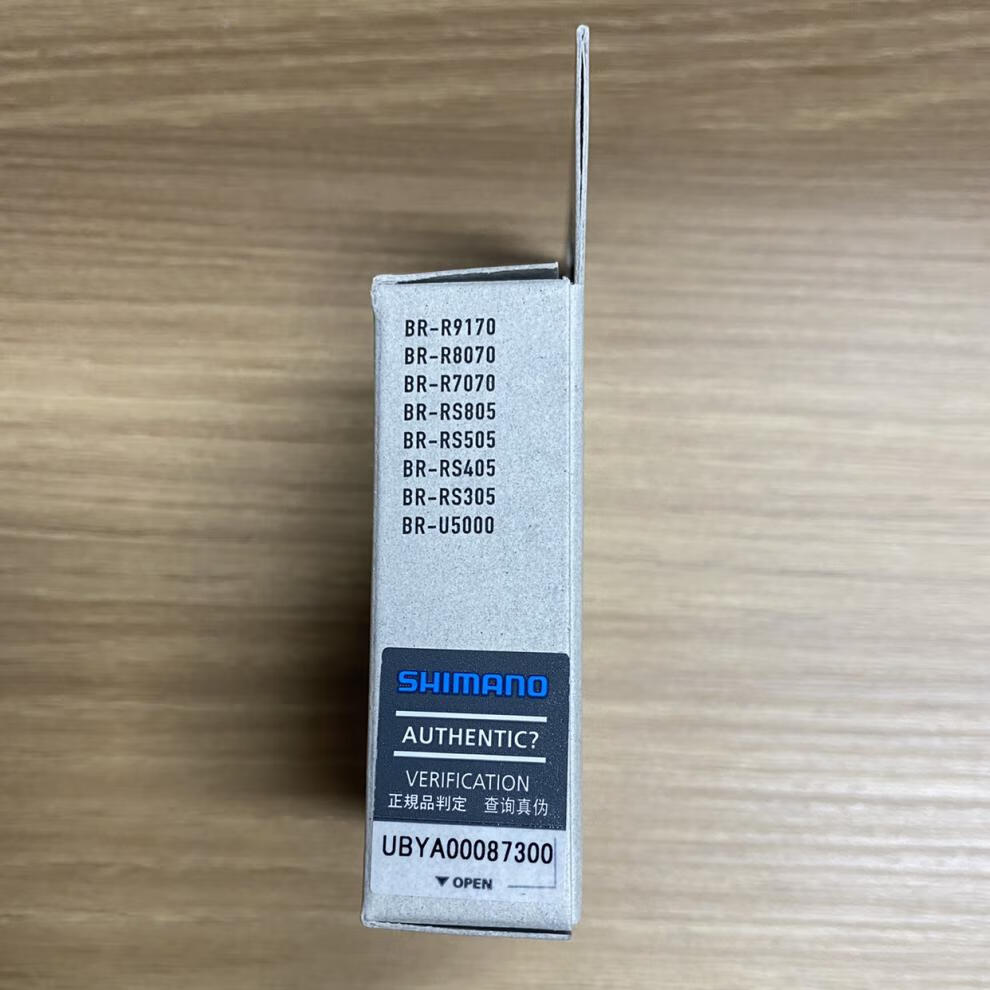 BR-R9170
BR-R8070
BR-R7070
BR-RS805
BR-RS505
BR-RS405
BR-RS305
BR-U5000
SHIMANO
AUTHENTIC?
VERIFICATION
正規品判定 查询真伪
UBYA00087300
▼ OPEN